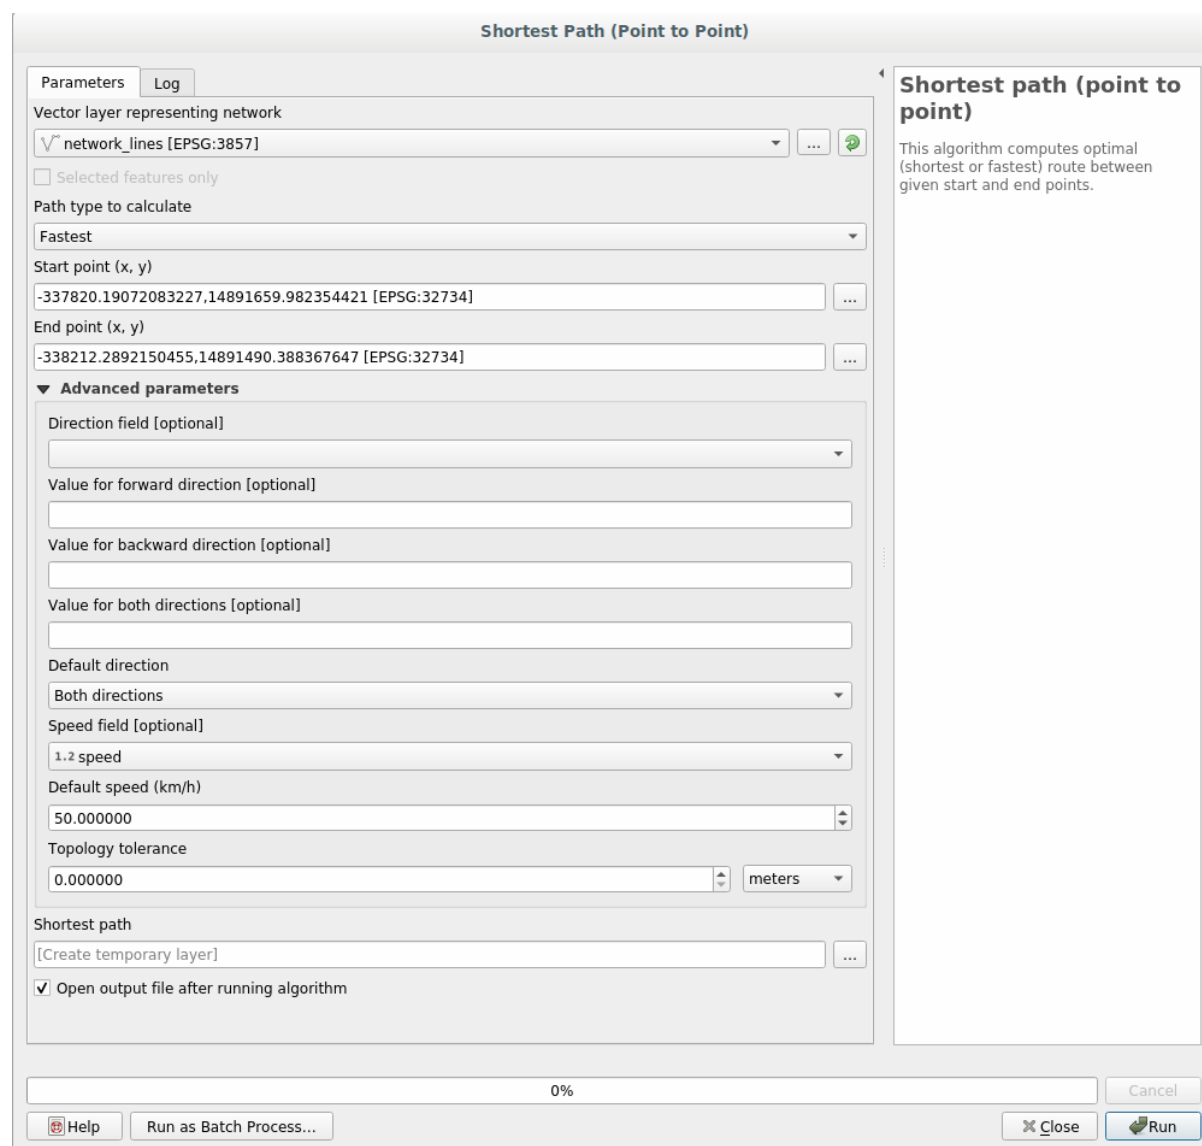 Shortest Path (Point to Point)
Parameters
Log
Vector layer representing network
network_lines [EPSG:3857]
...
Selected features only
Path type to calculate
Fastest
Start point (x, y)
-337820.19072083227,14891659.982354421 [EPSG:32734]
...
End point (x, y)
-338212.2892150455,14891490.388367647 [EPSG:32734]
...
Advanced parameters
Direction field [optional]
Value for forward direction [optional]
Value for backward direction [optional]
Value for both directions [optional]
Default direction
Both directions
Speed field [optional]
1.2 speed
Default speed (km/h)
50.000000
Topology tolerance
0.000000
meters
Shortest path
[Create temporary layer]
...
Open output file after running algorithm
Shortest path (point to
point)
This algorithm computes optimal
(shortest or fastest) route between
given start and end points.
0%
Cancel
Help
Run as Batch Process...
Close
Run